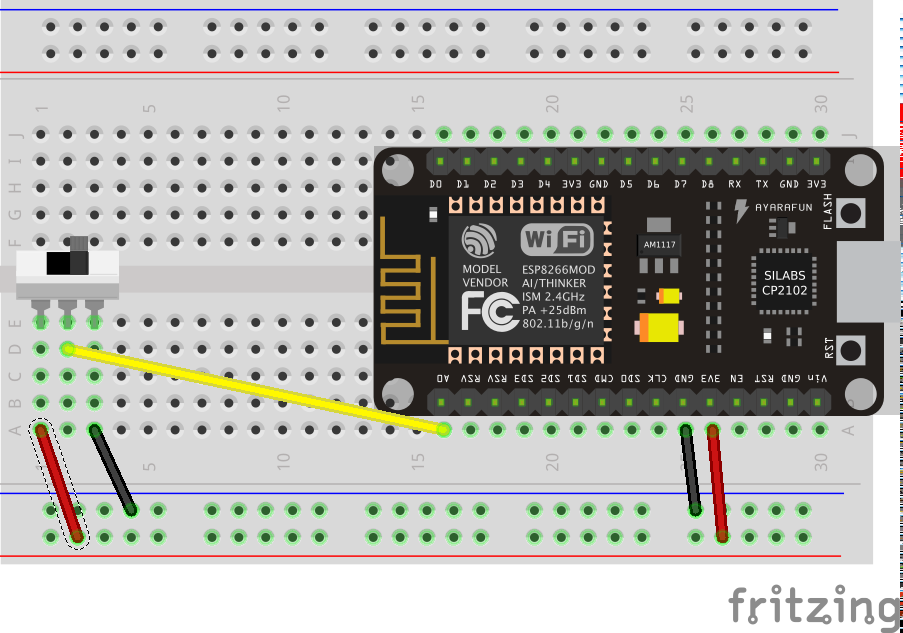 1 5 10 15 20 25 30
J J
I
H
G
F
E
D
C
B B
A A
1 5 10 15 20 25 30
D0 D1 D2 D3 D4 3V3 GND D5 D6 D7 D8 RX TX GND 3V3
AYARAFUN
FLASH
WiFi
MODEL
VENDOR
ESP8266MOD
AI/THINKER
ISM 2.4GHz
PA +25dBm
802.11b/g/n
FC
AM1117
SILABS
CP2102
RST
A0 RSV RSV SD3 SD2 SD1 CMD SD0 CLK GND 3V3 EN RST GND Vin
fritzing